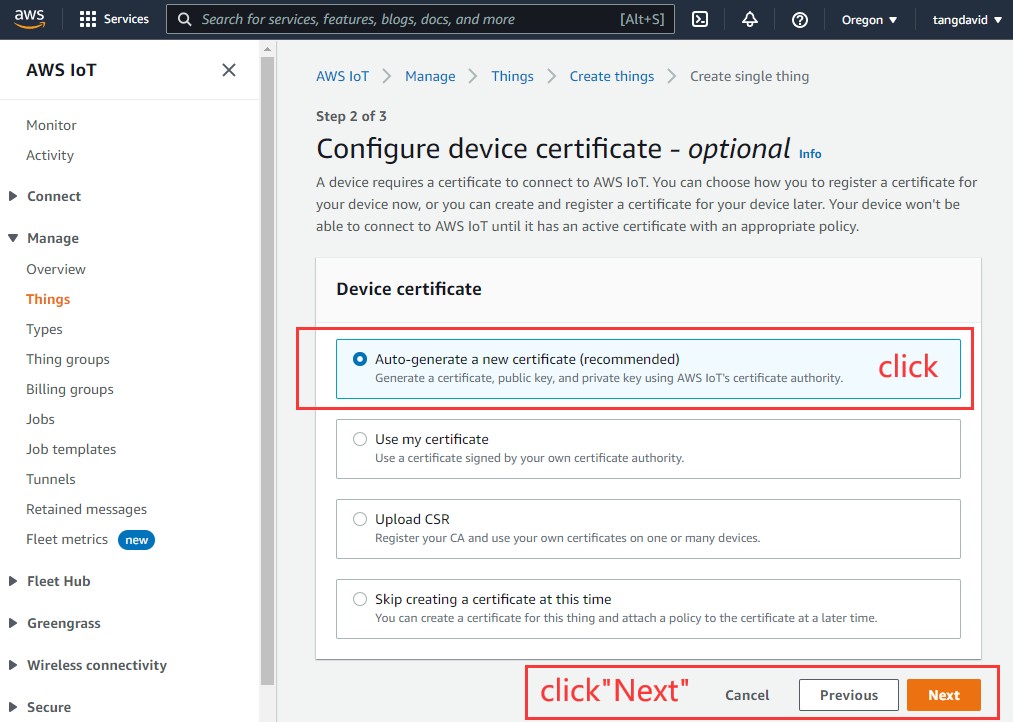 aws Services Search for services, features, blogs, docs, and more [Alt+S] Oregon tangdavid
AWS IoT
Monitor
Activity
Connect
Manage
Overview
Things
Types
Thing groups
Billing groups
Jobs
Job templates
Tunnels
Retained messages
Fleet metrics new
Fleet Hub
Greengrass
Wireless connectivity
Secure
AWS IoT Manage Things Create things Create single thing
Step 2 of 3
Configure device certificate - optional Info
A device requires a certificate to connect to AWS IoT. You can choose how you to register a certificate for
your device now, or you can create and register a certificate for your device later. Your device won't be
able to connect to AWS IoT until it has an active certificate with an appropriate policy.
Device certificate
Auto-generate a new certificate (recommended)
Generate a certificate, public key, and private key using AWS IoT's certificate authority.
click
Use my certificate
Use a certificate signed by your own certificate authority.
Upload CSR
Register your CA and use your own certificates on one or many devices.
Skip creating a certificate at this time
You can create a certificate for this thing and attach a policy to the certificate at a later time.
click"Next" Cancel Previous Next